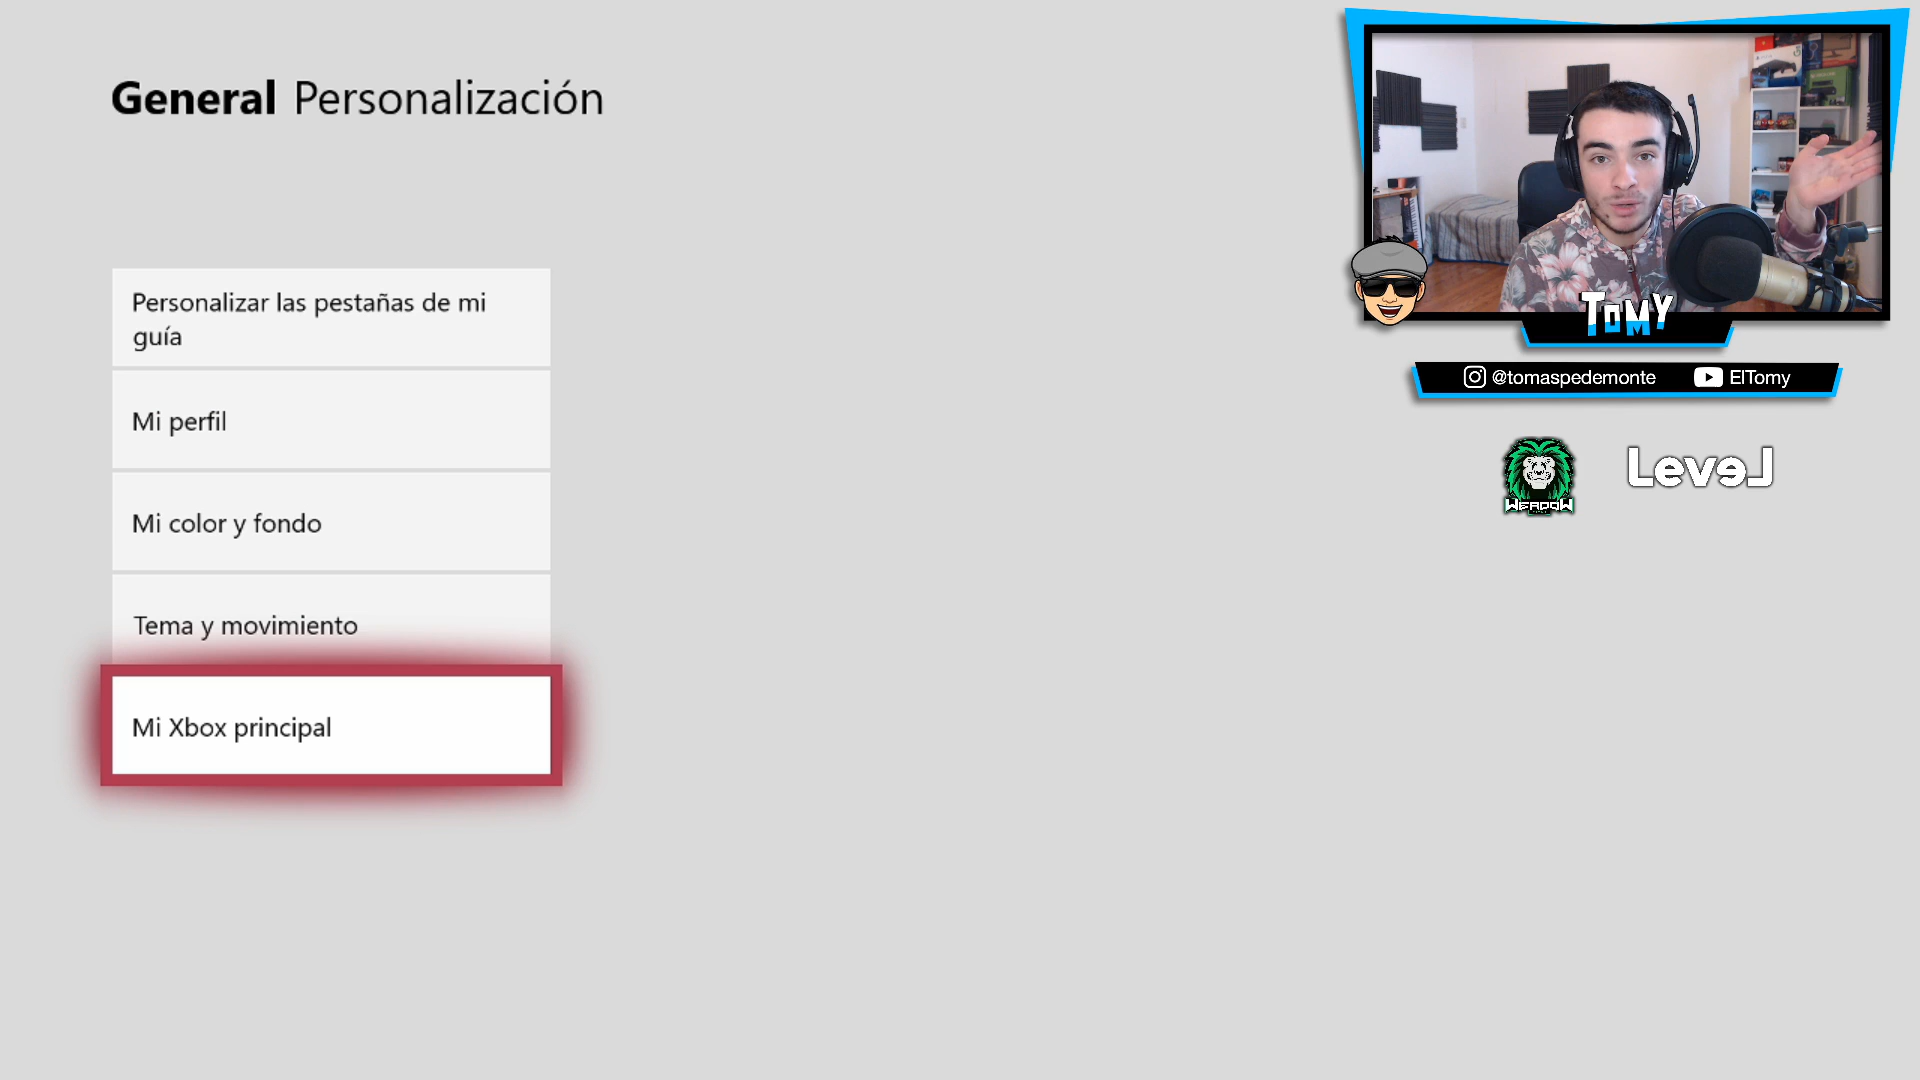 General Personalización
Personalizar las pestañas de mi
guía
Mi perfil
Mi color y fondo
Tema y movimiento
Mi Xbox principal
TOMY
@tomaspedemonte ElTomy
WEADOW
Level